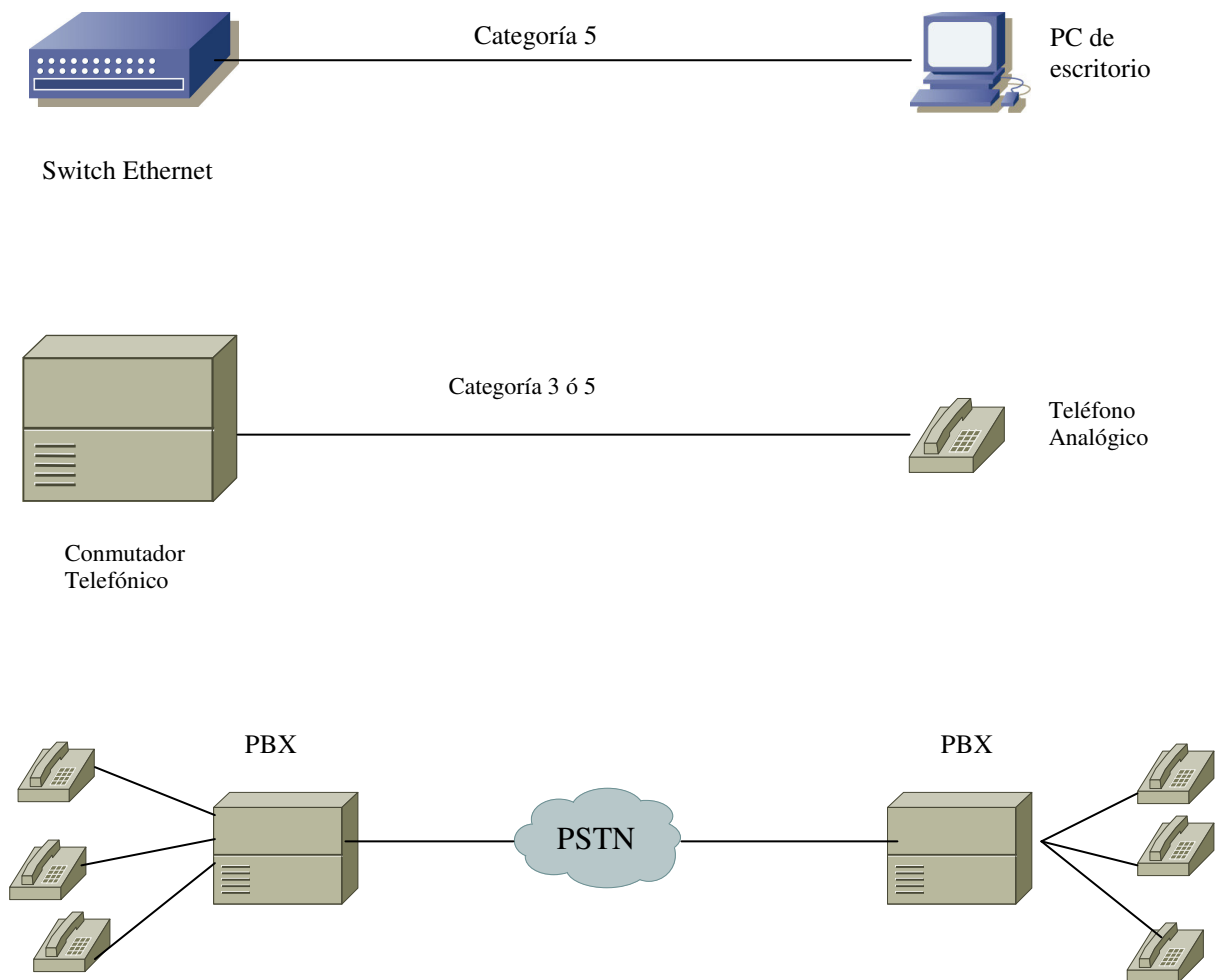 Categoría 5
PC de
escritorio
Switch Ethernet
Categoría 3 ó 5
Teléfono
Analógico
Conmutador
Telefónico
PBX
PBX
PSTN